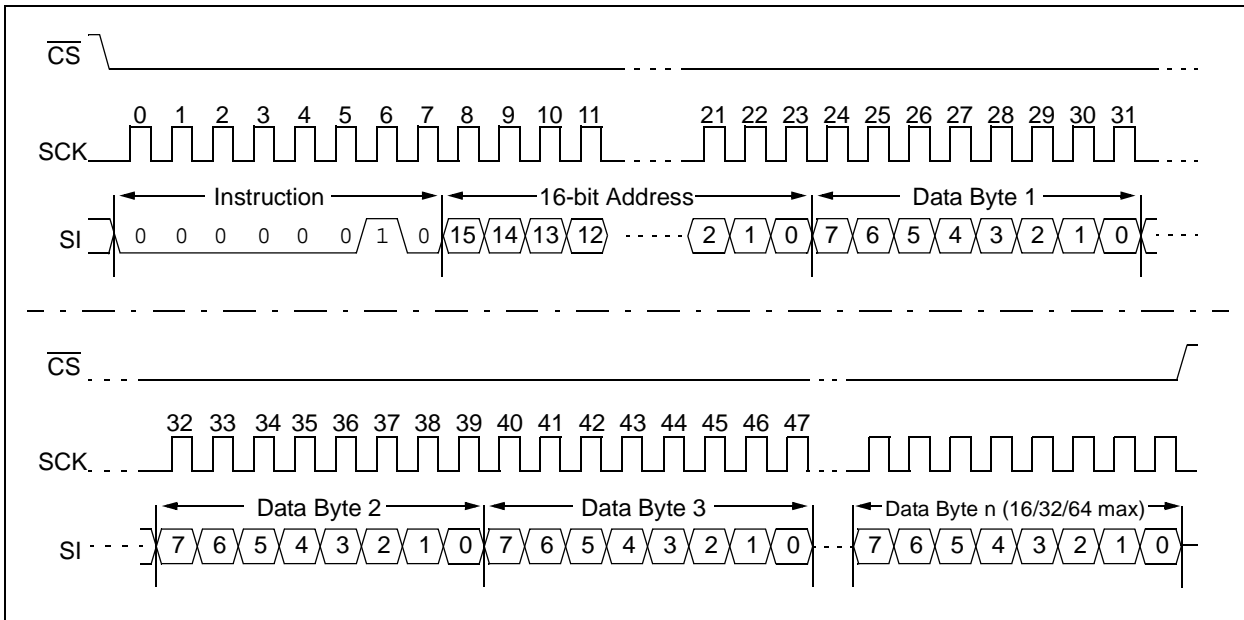 CS
0 1 2 3 4 5 6 7 8 9 10 11 21 22 23 24 25 26 27 28 29 30 31
SCK
Instruction 16-bit Address Data Byte 1
SI 0 0 0 0 0 0 1 0 15 14 13 12 2 1 0 7 6 5 4 3 2 1 0
CS
32 33 34 35 36 37 38 39 40 41 42 43 44 45 46 47
SCK
Data Byte 2 Data Byte 3 Data Byte n (16/32/64 max)
SI 7 6 5 4 3 2 1 0 7 6 5 4 3 2 1 0 7 6 5 4 3 2 1 0